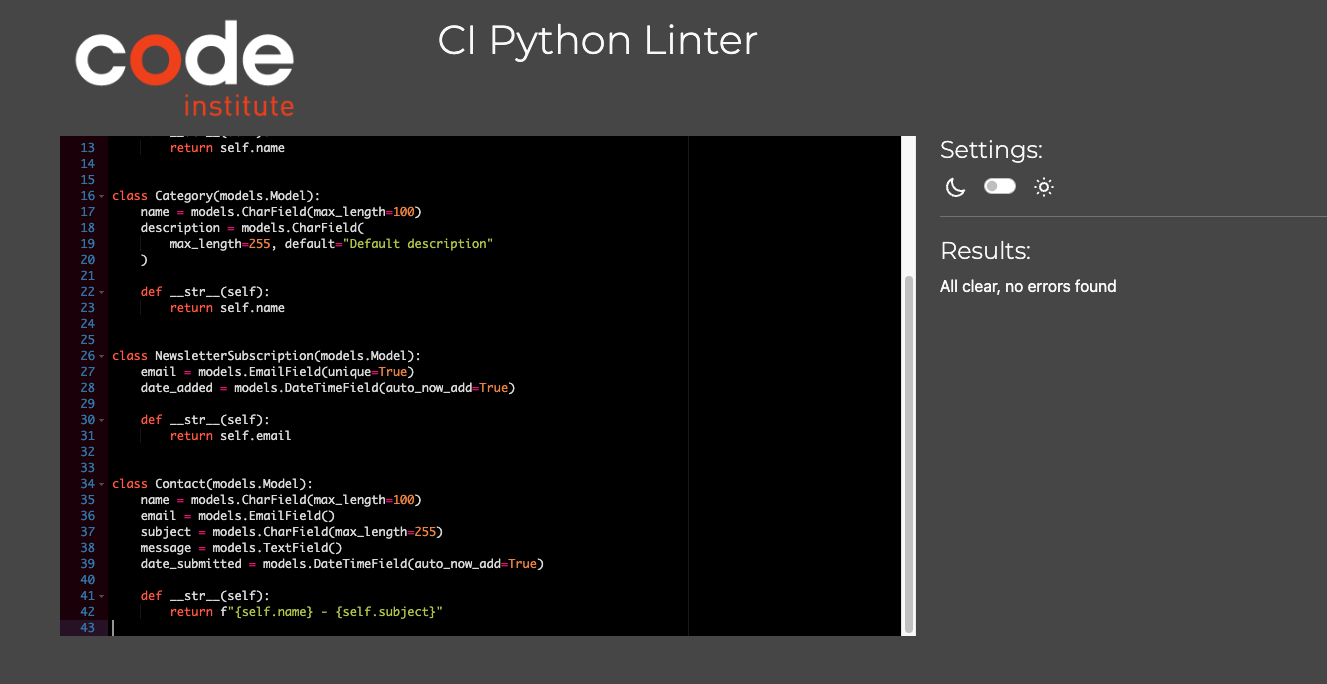 code
institute
CI Python Linter
13 return self.name
14
15
16 class Category(models.Model):
17 name = models.CharField(max_length=100)
18 description = models.CharField(
19 max_length=255, default="Default description"
20 )
21
22 def __str__(self):
23 return self.name
24
25
26 class NewsletterSubscription(models.Model):
27 email = models.EmailField(unique=True)
28 date_added = models.DateTimeField(auto_now_add=True)
29
30 def __str__(self):
31 return self.email
32
33
34 class Contact(models.Model):
35 name = models.CharField(max_length=100)
36 email = models.EmailField()
37 subject = models.CharField(max_length=255)
38 message = models.TextField()
39 date_submitted = models.DateTimeField(auto_now_add=True)
40
41 def __str__(self):
42 return f"{self.name} - {self.subject}"
43
Settings:
Results:
All clear, no errors found